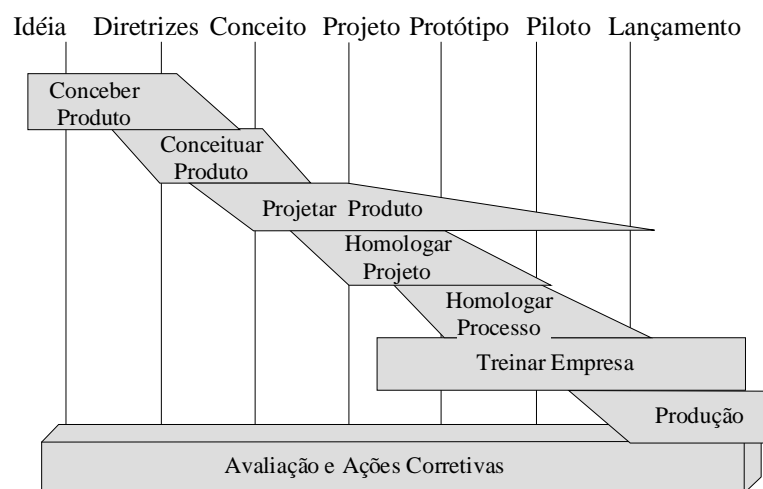 Idéia Diretrizes Conceito Projeto Protótipo Piloto Lançamento
Conceber
Produto
Conceituar
Produto
Projetar Produto
Homologar
Projeto
Homologar
Processo
Treinar Empresa
Produção
Avaliação e Ações Corretivas